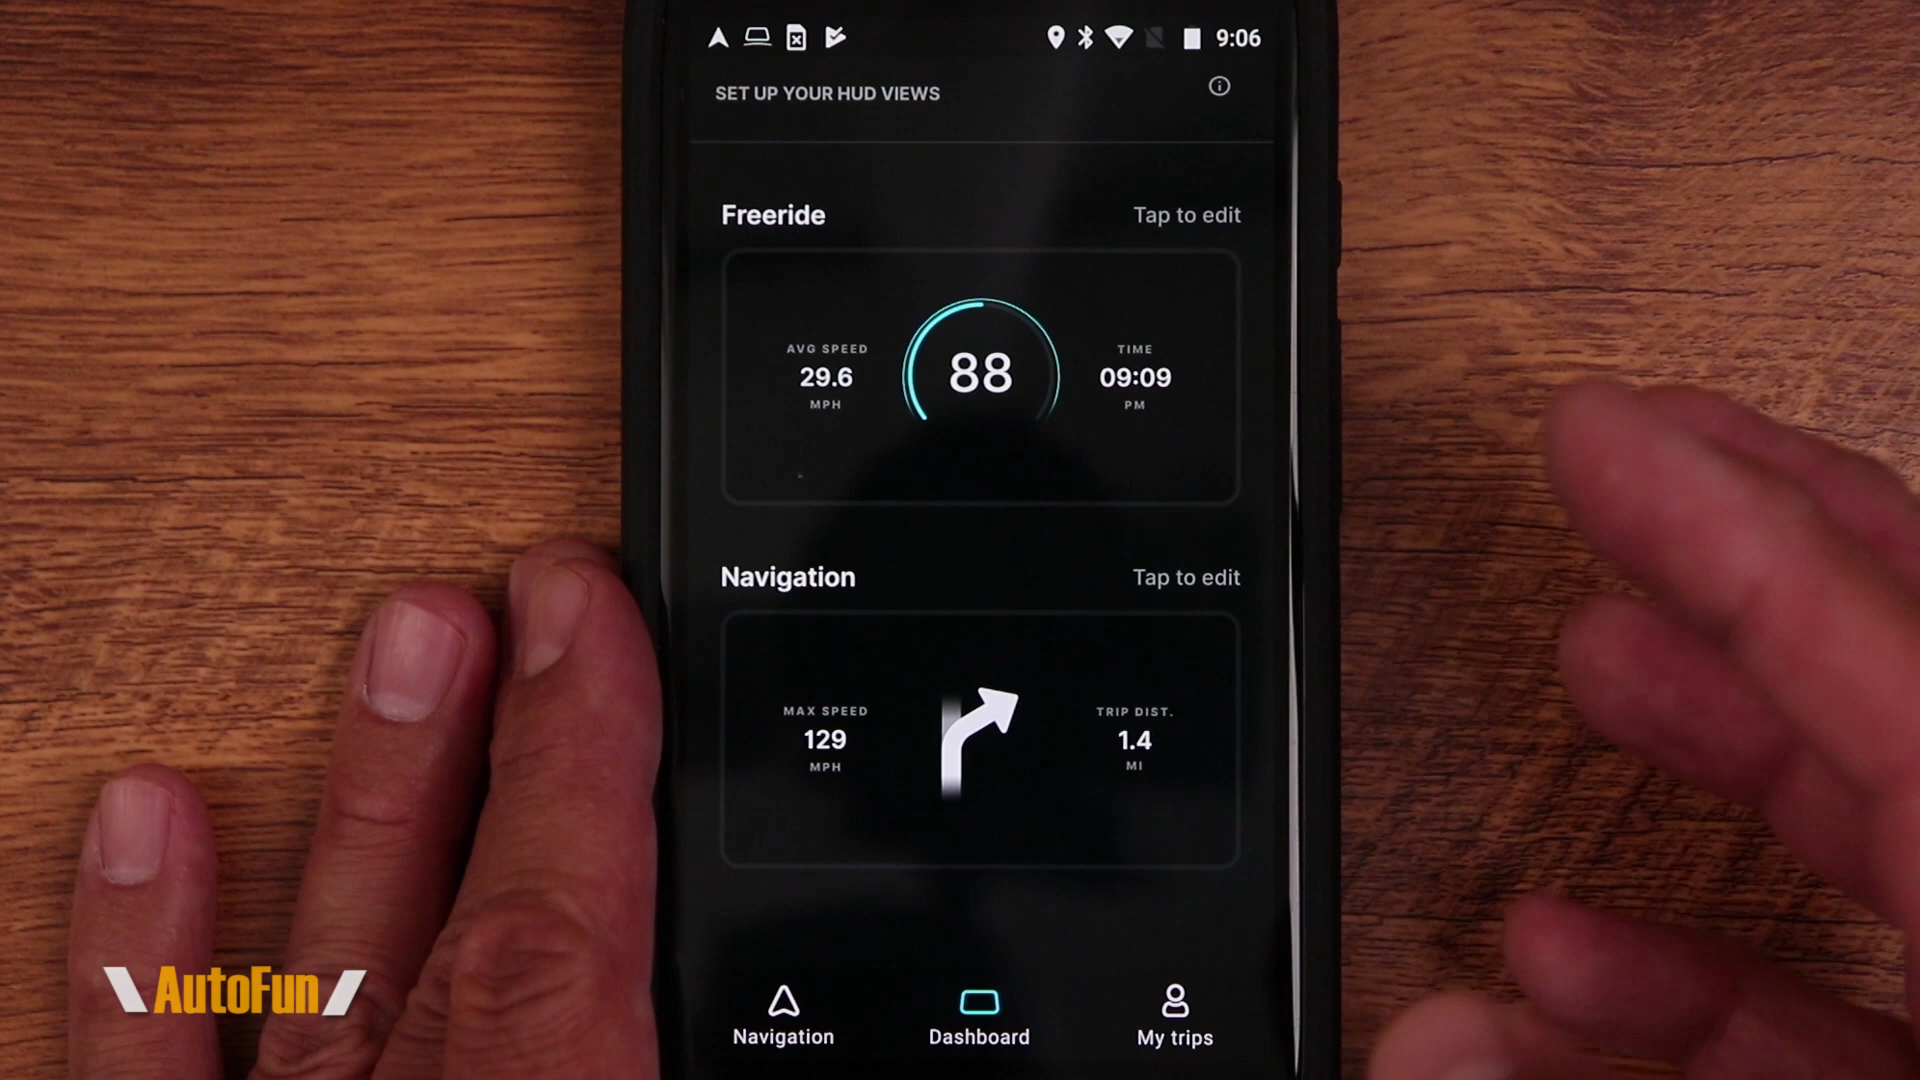 9:06
SET UP YOUR HUD VIEWS
Freeride
Tap to edit
AVG SPEED
29.6
MPH
88
TIME
09:09
PM
Navigation
Tap to edit
MAX SPEED
129
MPH
TRIP DIST.
1.4
MI
Navigation
Dashboard
My trips
AutoFun